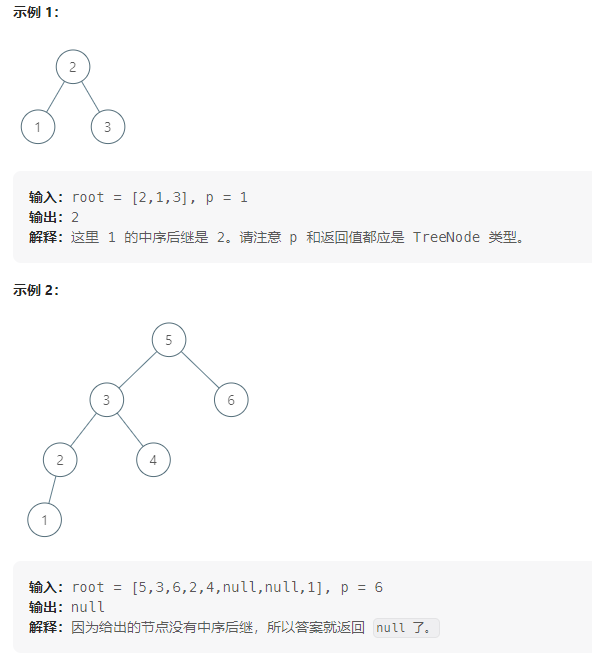 示例 1：
2
1 3
输入：root = [2,1,3], p = 1
输出：2
解释：这里 1 的中序后继是 2。请注意 p 和返回值都应是 TreeNode 类型。
示例 2：
5
3 6
2 4
1
输入：root = [5,3,6,2,4,null,null,1], p = 6
输出：null
解释：因为给出的节点没有中序后继，所以答案就返回 null 了。